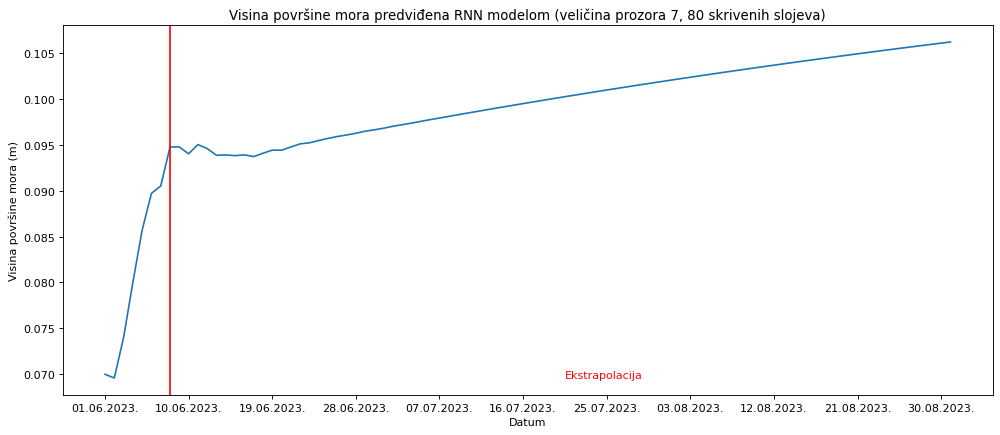 Visina površine mora predviđena RNN modelom (veličina prozora 7, 80 skrivenih slojeva)
Visina površine mora (m)
0.105
0.100
0.095
0.090
0.085
0.080
0.075
0.070
Ekstrapolacija
01.06.2023. 10.06.2023. 19.06.2023. 28.06.2023. 07.07.2023. 16.07.2023. 25.07.2023. 03.08.2023. 12.08.2023. 21.08.2023. 30.08.2023.
Datum